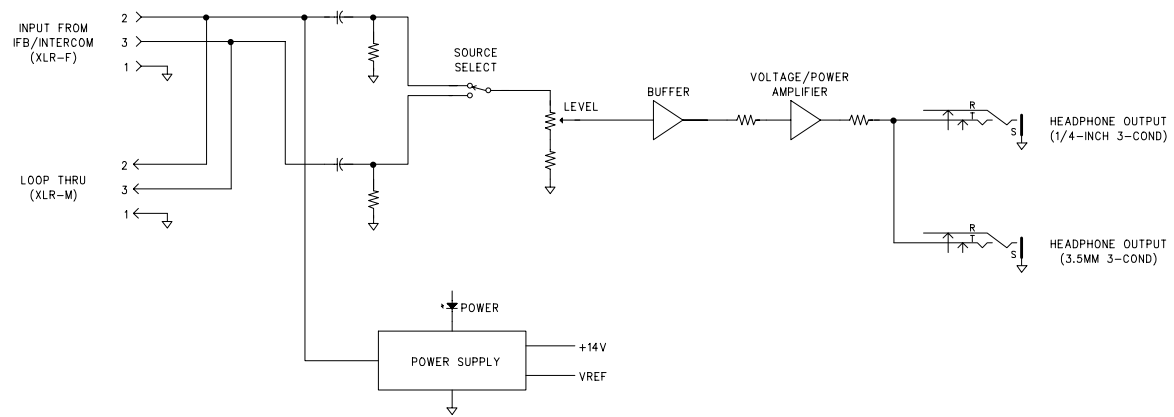 INPUT FROM
IFB/INTERCOM
(XLR-F)
2
3
1
SOURCE
SELECT
LEVEL
BUFFER
VOLTAGE/POWER
AMPLIFIER
R
T
S
HEADPHONE OUTPUT
(1/4-INCH 3-COND)
LOOP THRU
(XLR-M)
2
3
1
R
T
S
HEADPHONE OUTPUT
(3.5MM 3-COND)
POWER
POWER SUPPLY
+14V
VREF